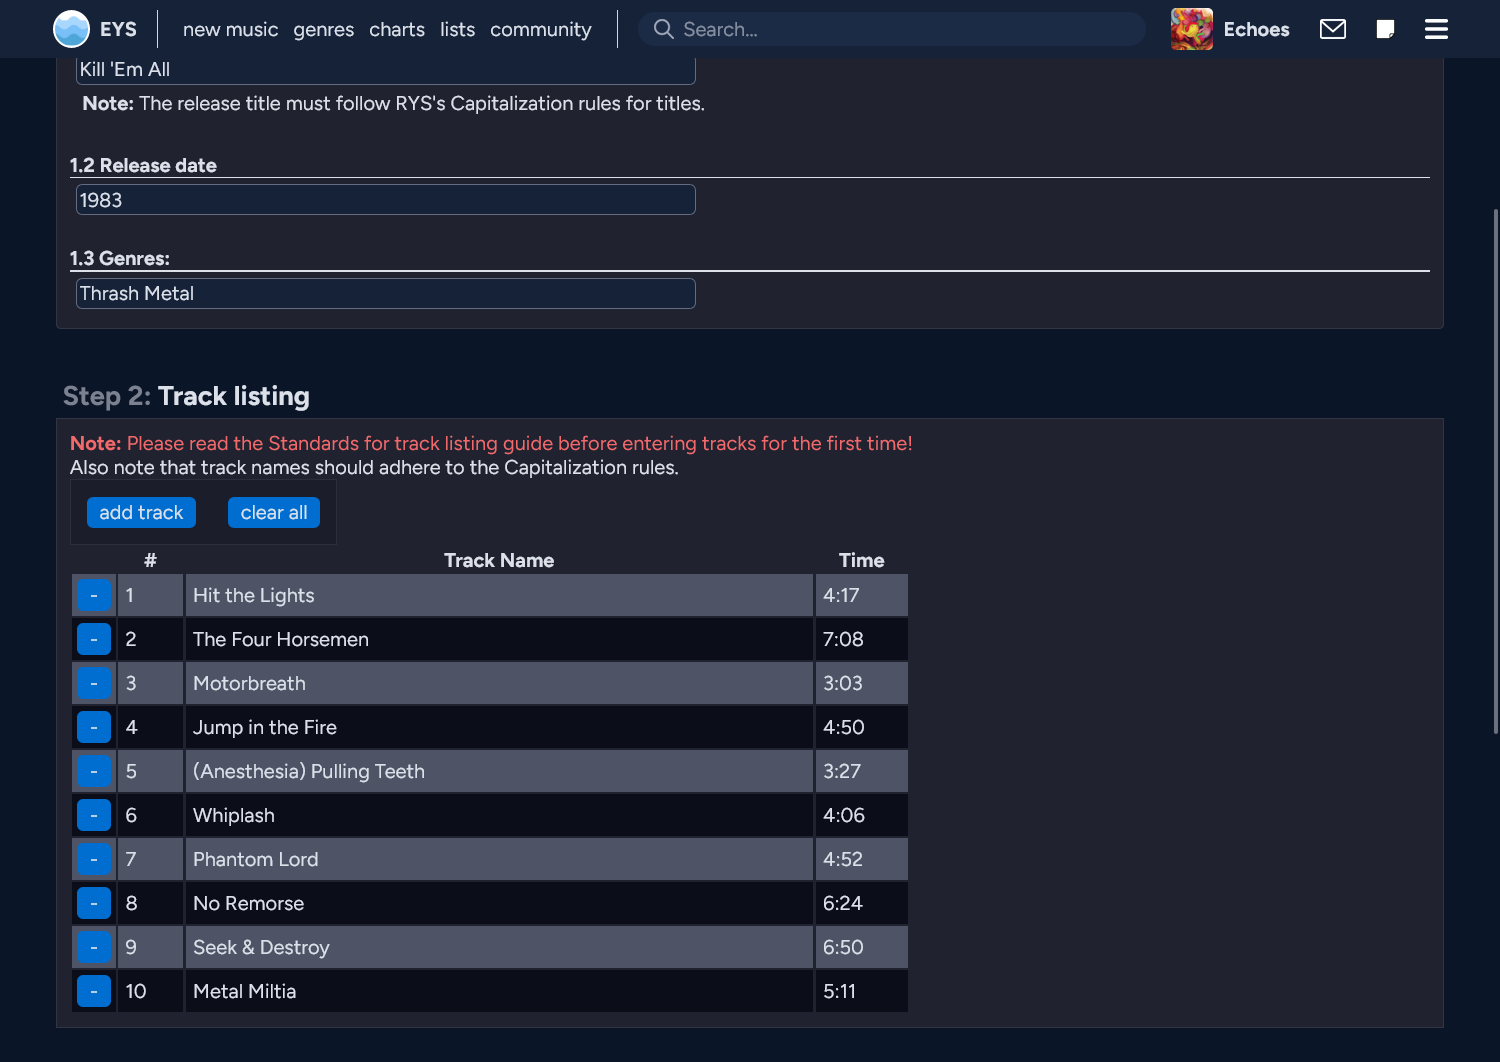 EYS new music genres charts lists community Search... Echoes
Kill 'Em All
Note: The release title must follow RYS's Capitalization rules for titles.
1.2 Release date
1983
1.3 Genres:
Thrash Metal
Step 2: Track listing
Note: Please read the Standards for track listing guide before entering tracks for the first time!
Also note that track names should adhere to the Capitalization rules.
add track clear all
# Track Name Time
- 1 Hit the Lights 4:17
- 2 The Four Horsemen 7:08
- 3 Motorbreath 3:03
- 4 Jump in the Fire 4:50
- 5 (Anesthesia) Pulling Teeth 3:27
- 6 Whiplash 4:06
- 7 Phantom Lord 4:52
- 8 No Remorse 6:24
- 9 Seek & Destroy 6:50
- 10 Metal Miltia 5:11